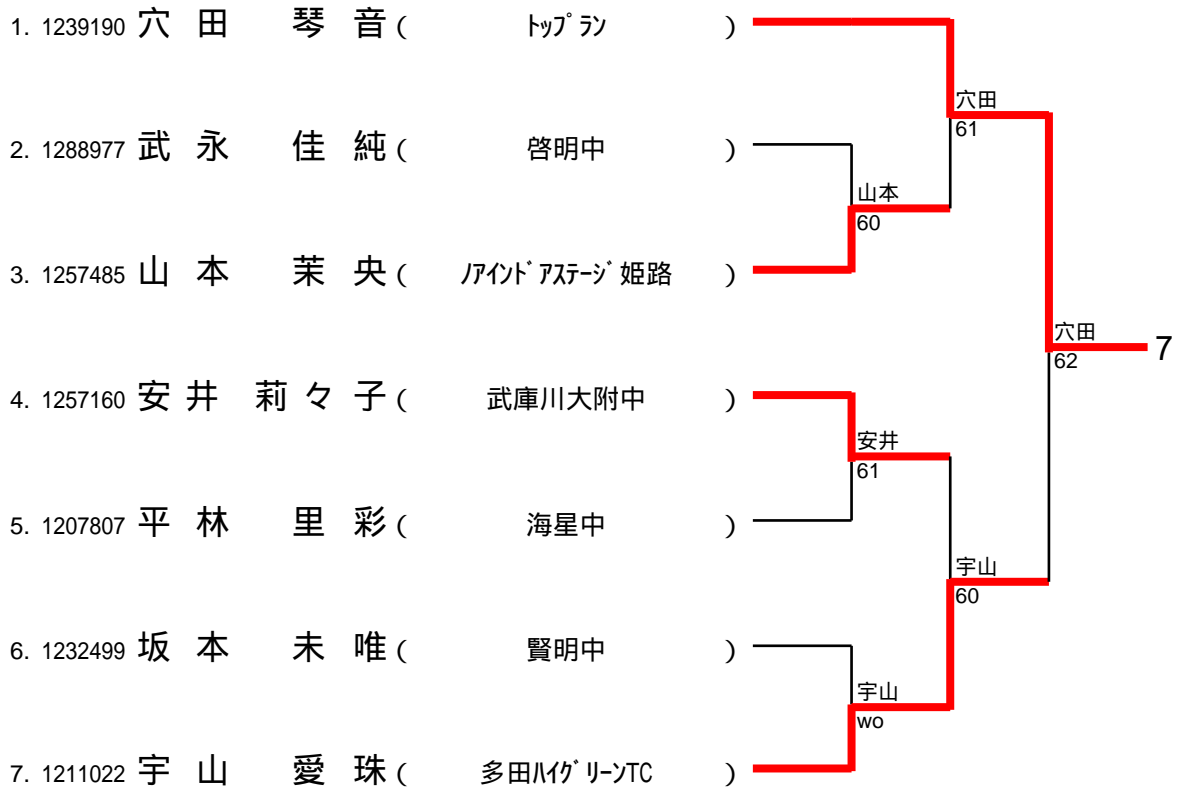 1. 1239190 穴田 琴音 ( トップラン )
穴田
61
2. 1288977 武永 佳純 ( 啓明中 )
山本
60
3. 1257485 山本 茉央 ( ノアインドアステージ姫路 )
穴田
62
7
4. 1257160 安井 莉々子 ( 武庫川大附中 )
安井
61
5. 1207807 平林 里彩 ( 海星中 )
宇山
60
6. 1232499 坂本 未唯 ( 賢明中 )
宇山
wo
7. 1211022 宇山 愛珠 ( 多田ハイグリーンTC )